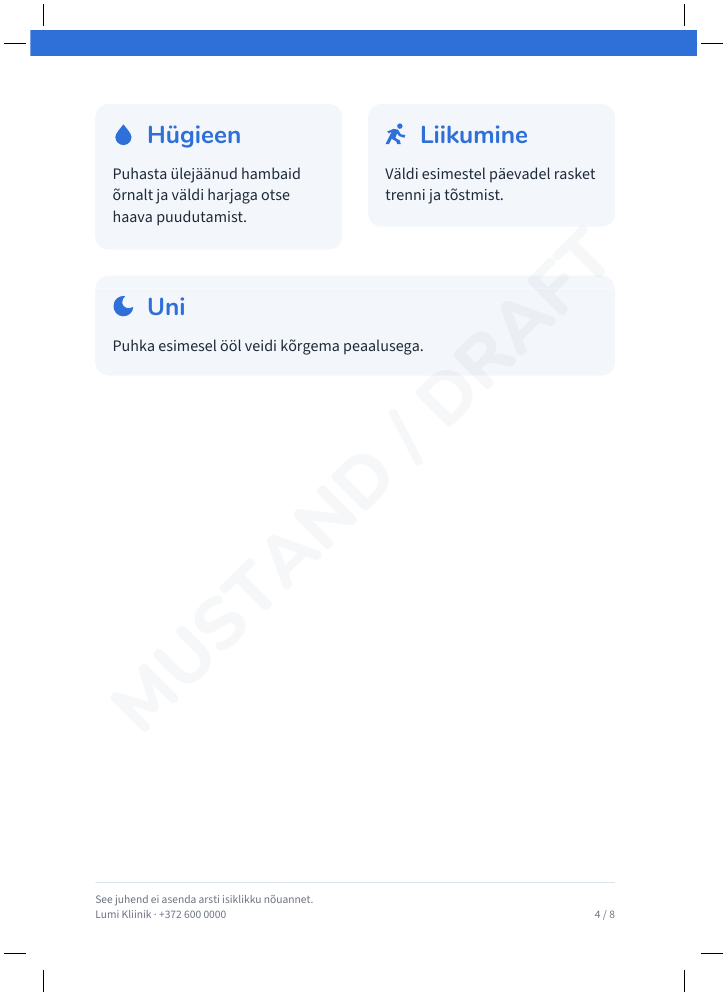 Hügieen
Puhasta ülejäänud hambaid
õrnalt ja väldi harjaga otse
haava puudutamist.
Liikumine
Väldi esimestel päevadel rasket
trenni ja tõstmist.
Uni
Puhka esimesel ööl veidi kõrgema peaalusega.
MUSTAND / DRAFT
See juhend ei asenda arsti isiklikku nõuannet.
Lumi Kliinik · +372 600 0000
4 / 8